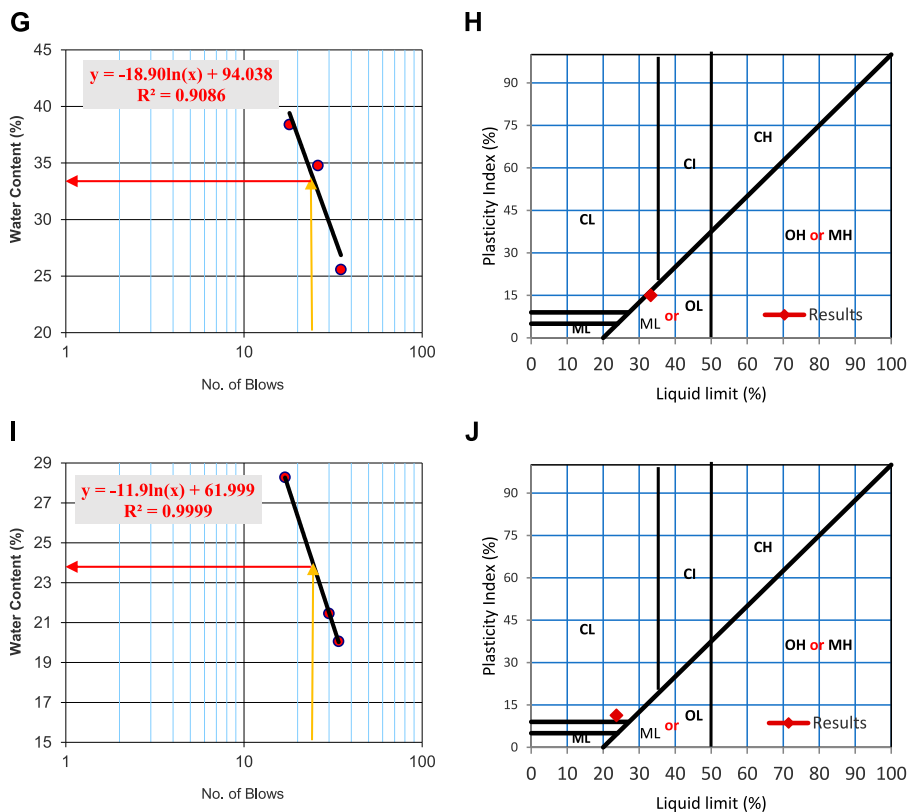 G
45
40
35
30
25
20
Water Content (%)
y = -18.90ln(x) + 94.038
R² = 0.9086
1
10
100
No. of Blows
H
90
75
60
45
30
15
0
Plasticity Index (%)
CH
CI
CL
OH or MH
OL
ML or
ML
Results
0 10 20 30 40 50 60 70 80 90 100
Liquid limit (%)
I
29
27
25
23
21
19
17
15
Water Content (%)
y = -11.9ln(x) + 61.999
R² = 0.9999
1
10
100
No. of Blows
J
90
75
60
45
30
15
0
Plasticity Index (%)
CH
CI
CL
OH or MH
OL
ML or
ML
Results
0 10 20 30 40 50 60 70 80 90 100
Liquid limit (%)